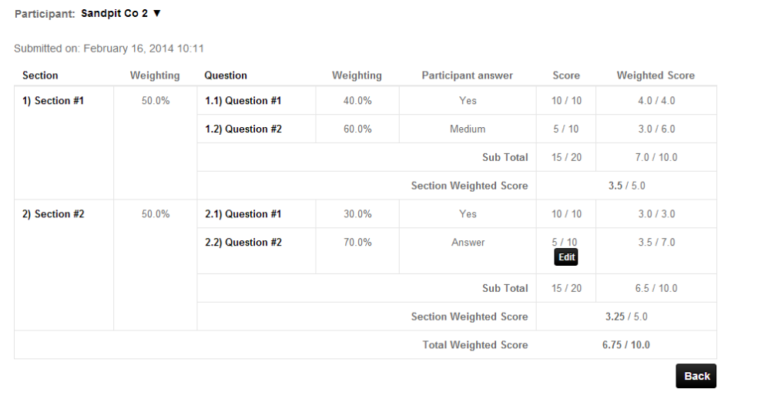 Participant: Sandpit Co 2 ▼
Submitted on: February 16, 2014 10:11
Section Weighting Question Weighting Participant answer Score Weighted Score
1) Section #1 50.0% 1.1) Question #1 40.0% Yes 10 / 10 4.0 / 4.0
1.2) Question #2 60.0% Medium 5 / 10 3.0 / 6.0
Sub Total 15 / 20 7.0 / 10.0
Section Weighted Score 3.5 / 5.0
2) Section #2 50.0% 2.1) Question #1 30.0% Yes 10 / 10 3.0 / 3.0
2.2) Question #2 70.0% Answer 5 / 10 3.5 / 7.0
Edit
Sub Total 15 / 20 6.5 / 10.0
Section Weighted Score 3.25 / 5.0
Total Weighted Score 6.75 / 10.0
Back